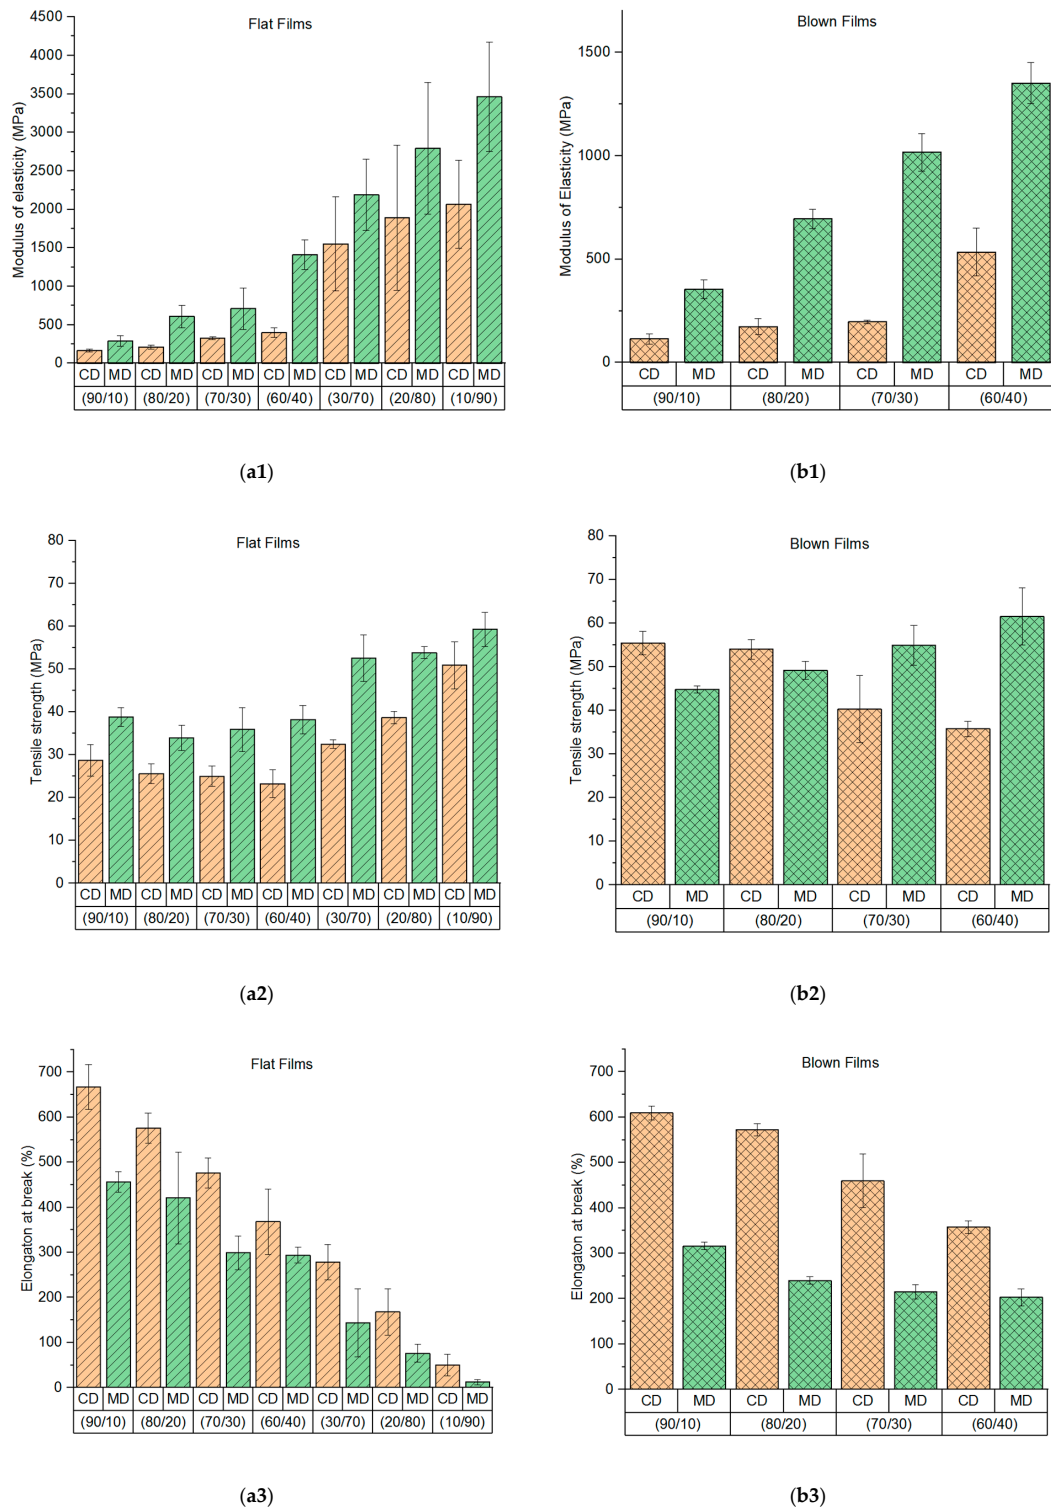 Flat Films
Modulus of elasticity (MPa)
4500
4000
3500
3000
2500
2000
1500
1000
500
0
CD MD CD MD CD MD CD MD CD MD CD MD CD MD
(90/10) (80/20) (70/30) (60/40) (30/70) (20/80) (10/90)
(a1)
Blown Films
Modulus of Elasticity (MPa)
1500
1000
500
0
CD MD CD MD CD MD CD MD
(90/10) (80/20) (70/30) (60/40)
(b1)
Flat Films
Tensile strength (MPa)
80
70
60
50
40
30
20
10
0
CD MD CD MD CD MD CD MD CD MD CD MD CD MD
(90/10) (80/20) (70/30) (60/40) (30/70) (20/80) (10/90)
(a2)
Blown Films
Tensile strength (MPa)
80
70
60
50
40
30
20
10
0
CD MD CD MD CD MD CD MD
(90/10) (80/20) (70/30) (60/40)
(b2)
Flat Films
Elongaton at break (%)
700
600
500
400
300
200
100
0
CD MD CD MD CD MD CD MD CD MD CD MD CD MD
(90/10) (80/20) (70/30) (60/40) (30/70) (20/80) (10/90)
(a3)
Blown Films
Elongaton at break (%)
700
600
500
400
300
200
100
0
CD MD CD MD CD MD CD MD
(90/10) (80/20) (70/30) (60/40)
(b3)